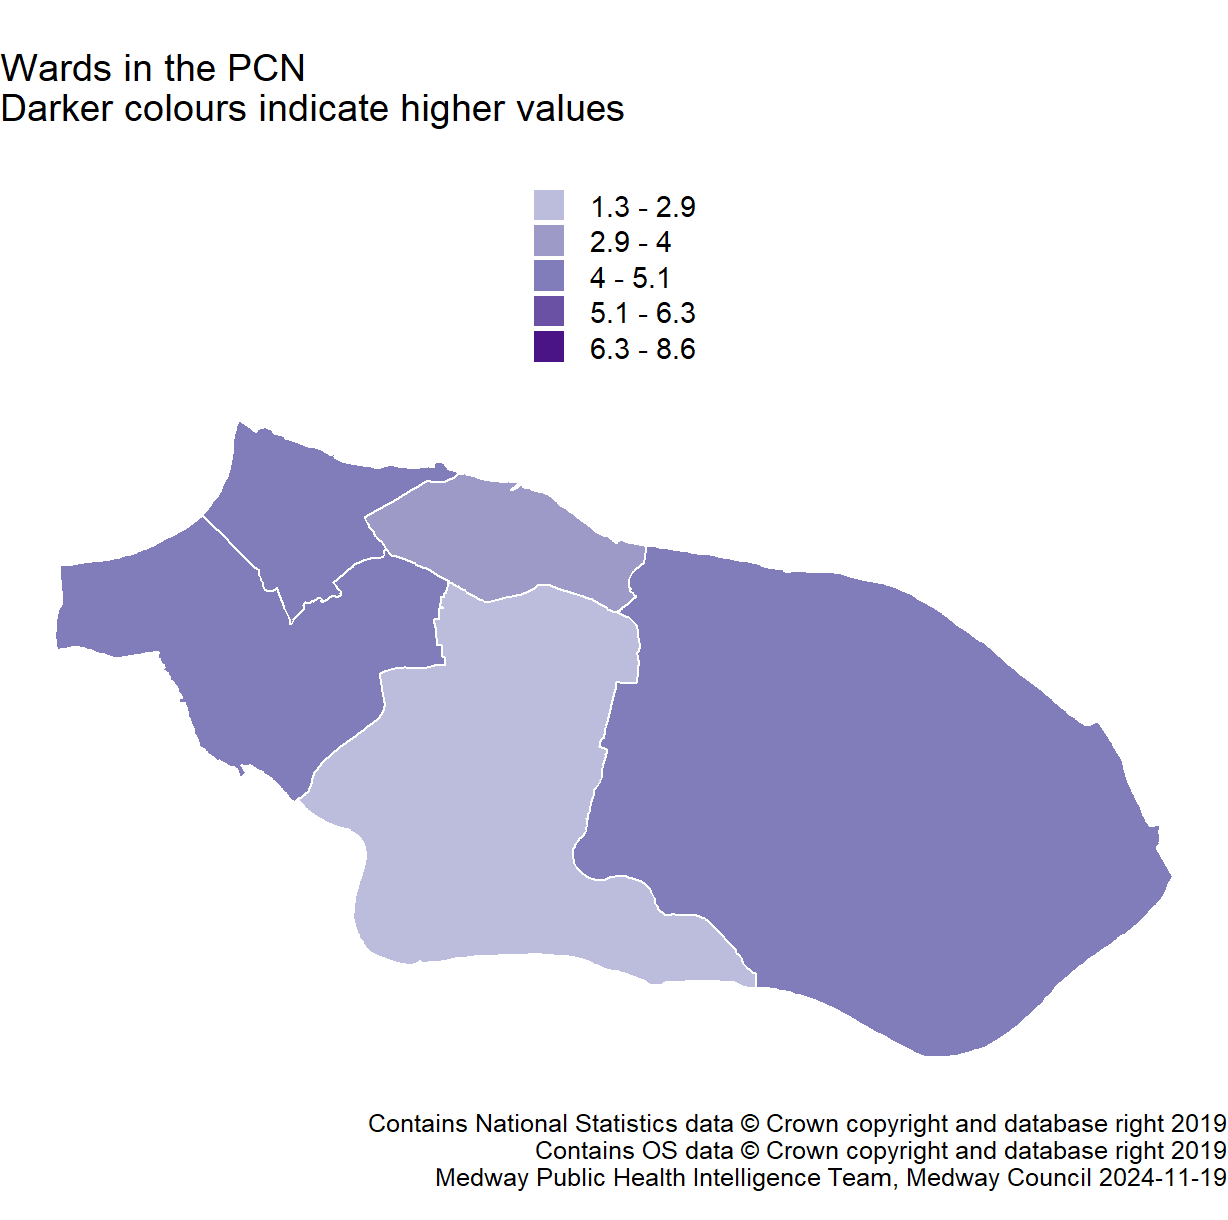 Wards in the PCN
Darker colours indicate higher values
1.3 - 2.9
2.9 - 4
4 - 5.1
5.1 - 6.3
6.3 - 8.6
Contains National Statistics data © Crown copyright and database right 2019
Contains OS data © Crown copyright and database right 2019
Medway Public Health Intelligence Team, Medway Council 2024-11-19